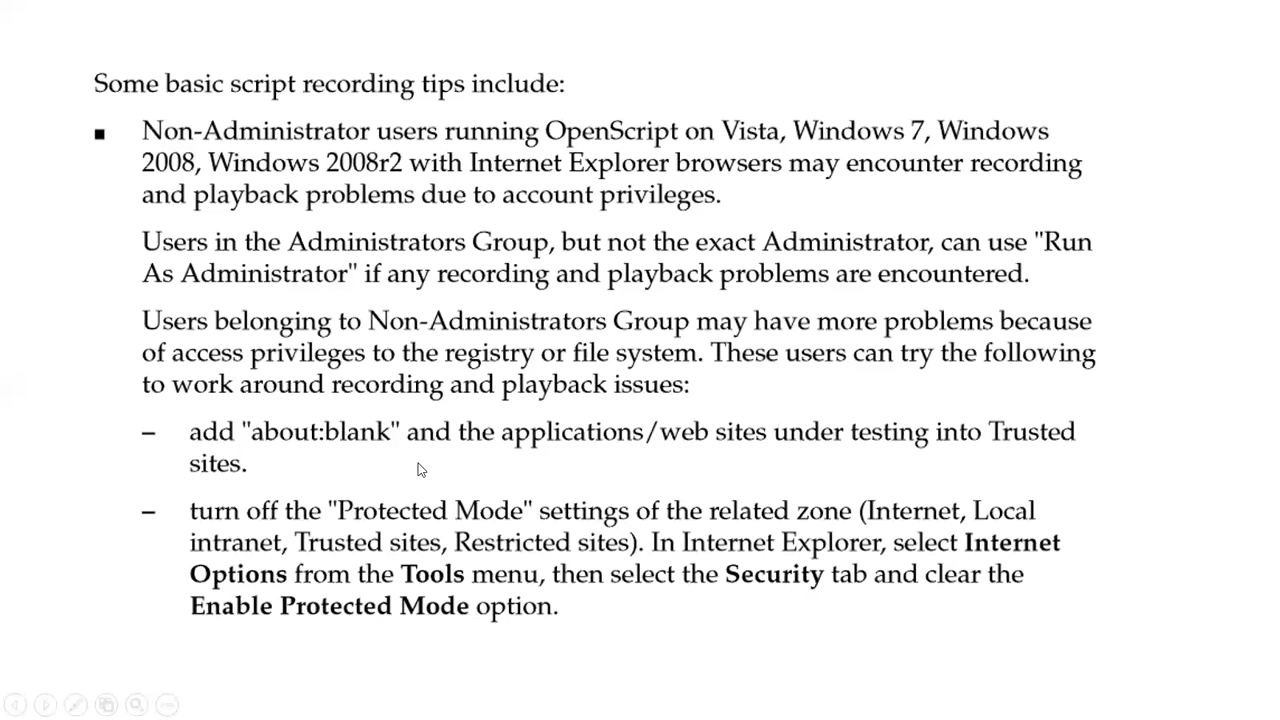 Some basic script recording tips include:
■ Non-Administrator users running OpenScript on Vista, Windows 7, Windows
2008, Windows 2008r2 with Internet Explorer browsers may encounter recording
and playback problems due to account privileges.
Users in the Administrators Group, but not the exact Administrator, can use "Run
As Administrator" if any recording and playback problems are encountered.
Users belonging to Non-Administrators Group may have more problems because
of access privileges to the registry or file system. These users can try the following
to work around recording and playback issues:
– add "about:blank" and the applications/web sites under testing into Trusted
sites.
– turn off the "Protected Mode" settings of the related zone (Internet, Local
intranet, Trusted sites, Restricted sites). In Internet Explorer, select Internet
Options from the Tools menu, then select the Security tab and clear the
Enable Protected Mode option.